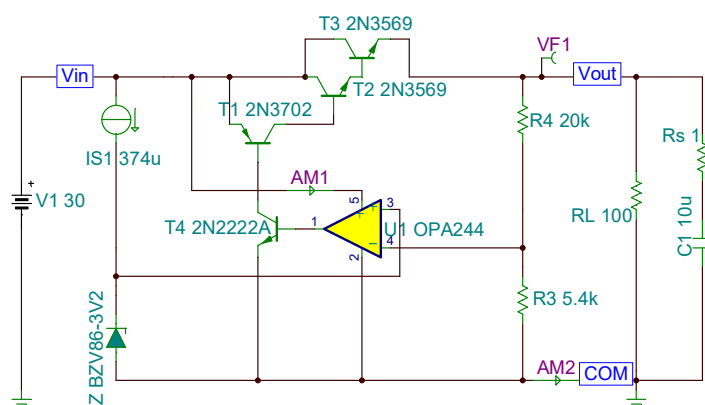 T3 2N3569
VF1
Vin
Vout
T2 2N3569
T1 2N3702
R4 20k
Rs 1
IS1 374u
AM1
+
V1 30
5
3
+
+
T4 2N2222A
1
U1 OPA244
RL 100
C1 10u
-
4
2
R3 5.4k
Z BZV86-3V2
AM2
COM